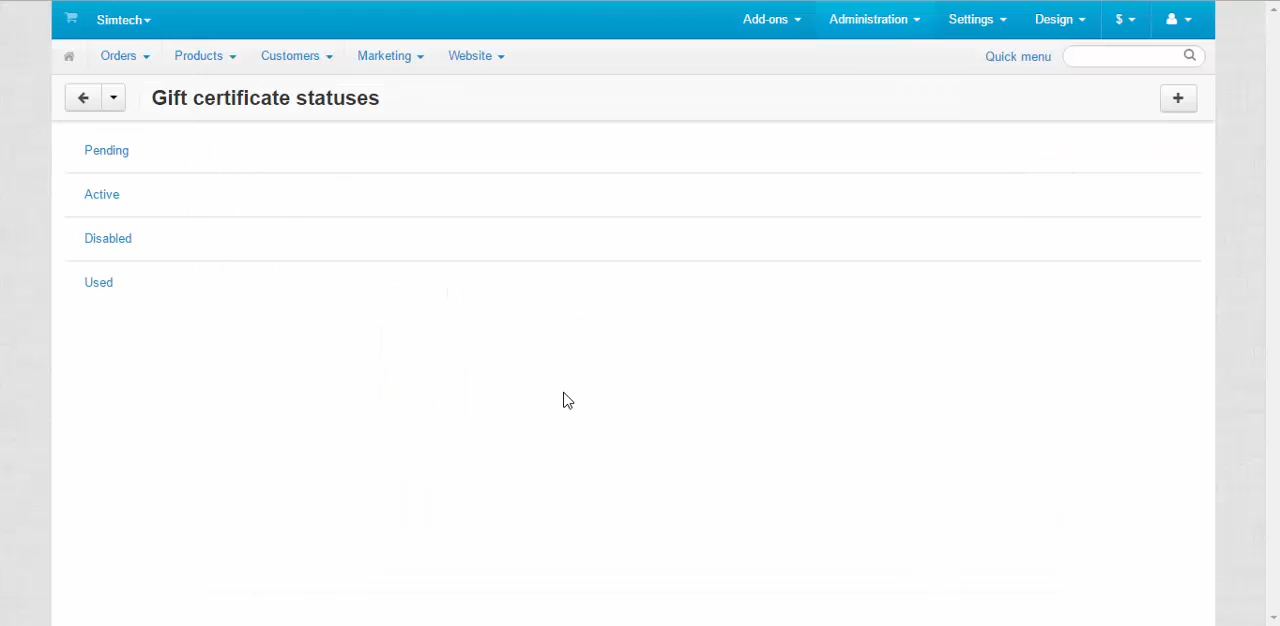 Simtech Add-ons Administration Settings Design $
Orders Products Customers Marketing Website Quick menu
Gift certificate statuses
Pending
Active
Disabled
Used